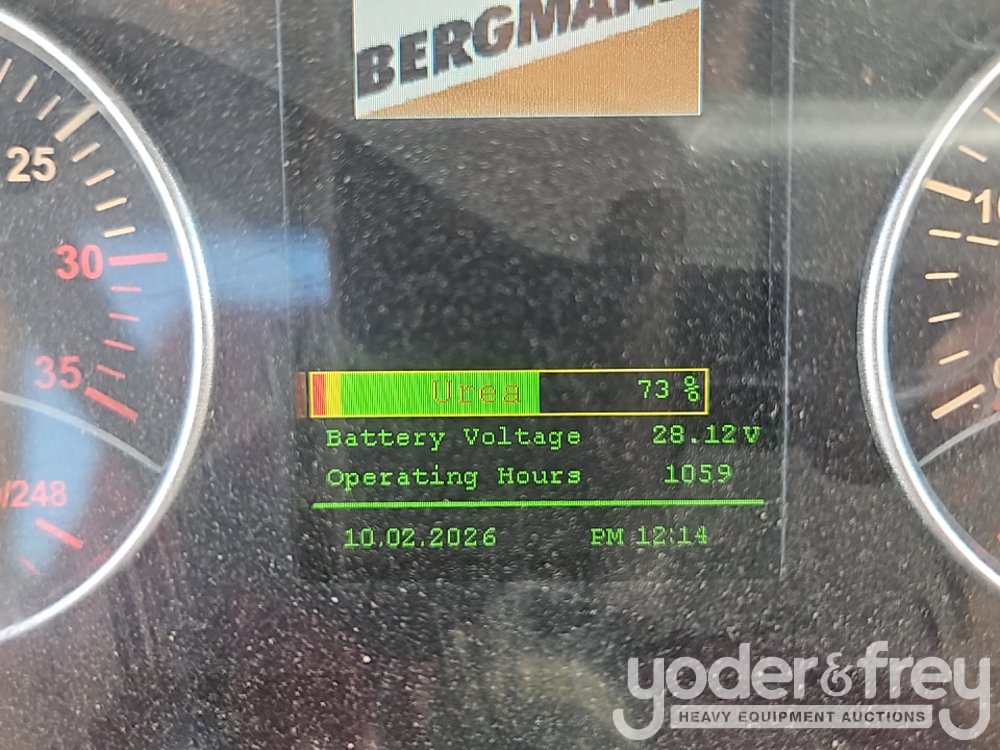 BERGMANN
25
30
35
/248
Urea 73 %
Battery Voltage 28.12 V
Operating Hours 1059
10.02.2026 PM 12:14
yoder&frey
HEAVY EQUIPMENT AUCTIONS